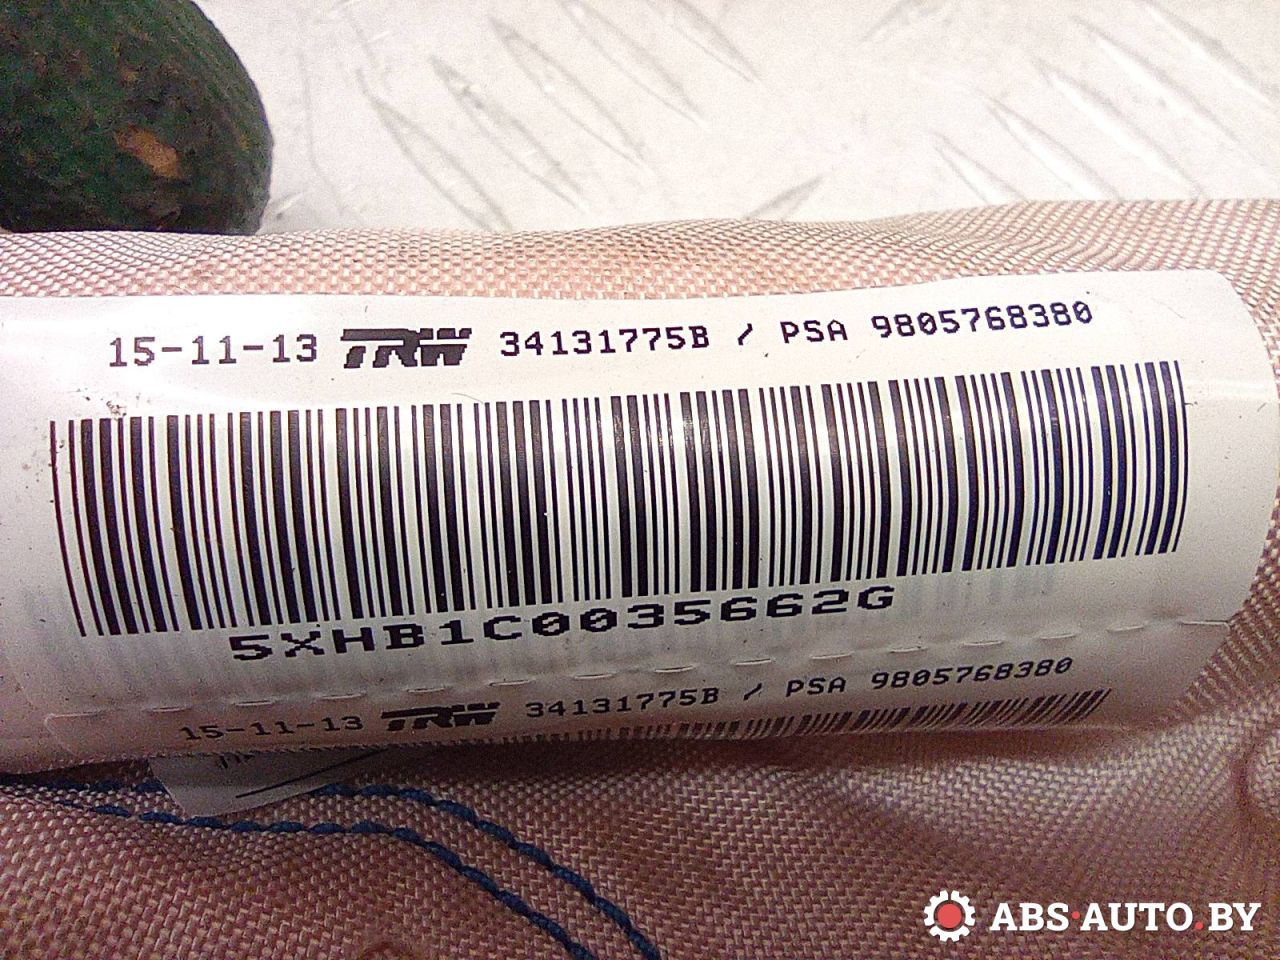 15-11-13 TRW 34131775B / PSA 9805768380
5XHB1C0035662G
15-11-13 TRW 34131775B / PSA 9805768380
ABS·AUTO.BY